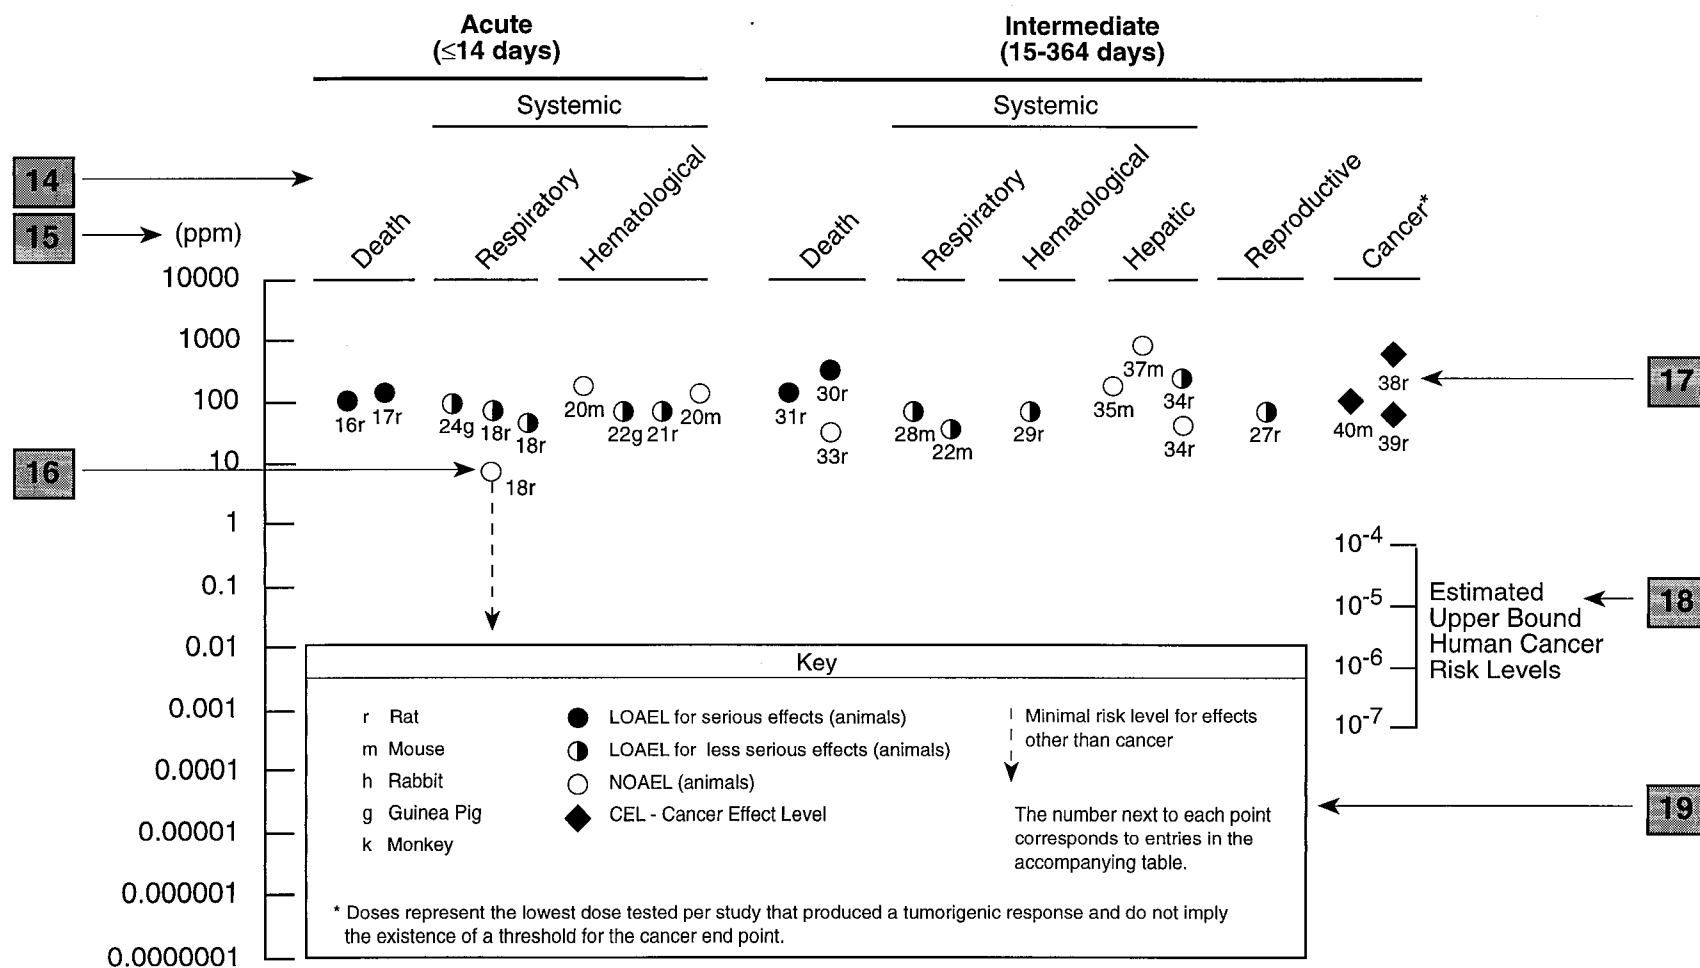 Acute
(≤14 days)
Intermediate
(15-364 days)
Systemic
Systemic
14
15
(ppm)
Death
Respiratory
Hematological
Death
Respiratory
Hematological
Hepatic
Reproductive
Cancer*
10000
1000
100
10
1
0.1
0.01
0.001
0.0001
0.00001
0.000001
0.0000001
16r
17r
24g
18r
18r
18r
20m
22g
21r
20m
31r
30r
33r
28m
22m
29r
35m
37m
34r
34r
27r
40m
38r
39r
16
17
10-4
10-5
10-6
10-7
Estimated
Upper Bound
Human Cancer
Risk Levels
18
Key
r Rat
m Mouse
h Rabbit
g Guinea Pig
k Monkey
LOAEL for serious effects (animals)
LOAEL for less serious effects (animals)
NOAEL (animals)
CEL - Cancer Effect Level
Minimal risk level for effects
other than cancer
The number next to each point
corresponds to entries in the
accompanying table.
* Doses represent the lowest dose tested per study that produced a tumorigenic response and do not imply
the existence of a threshold for the cancer end point.
19